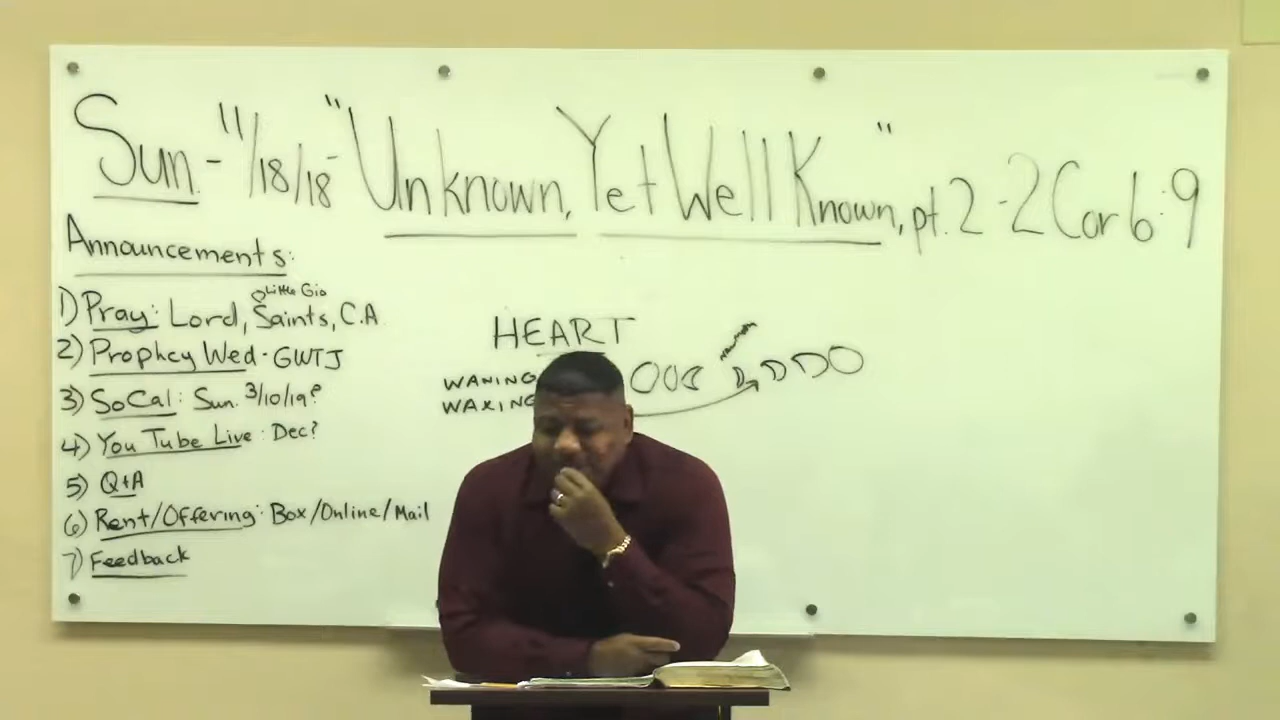 Sun. - 11/18/18 - "Unknown, Yet Well Known", pt. 2 - 2 Cor 6:9
Announcements:
1) Pray: Lord, Saints, C.A
Little Gio
2) Prophcy Wed - GWTJ
3) SoCal: Sun. 3/10/19?
4) You Tube Live: Dec?
5) Q+A
6) Rent/Offering: Box/Online/Mail
7) Feedback
HEART
WANING
WAXING